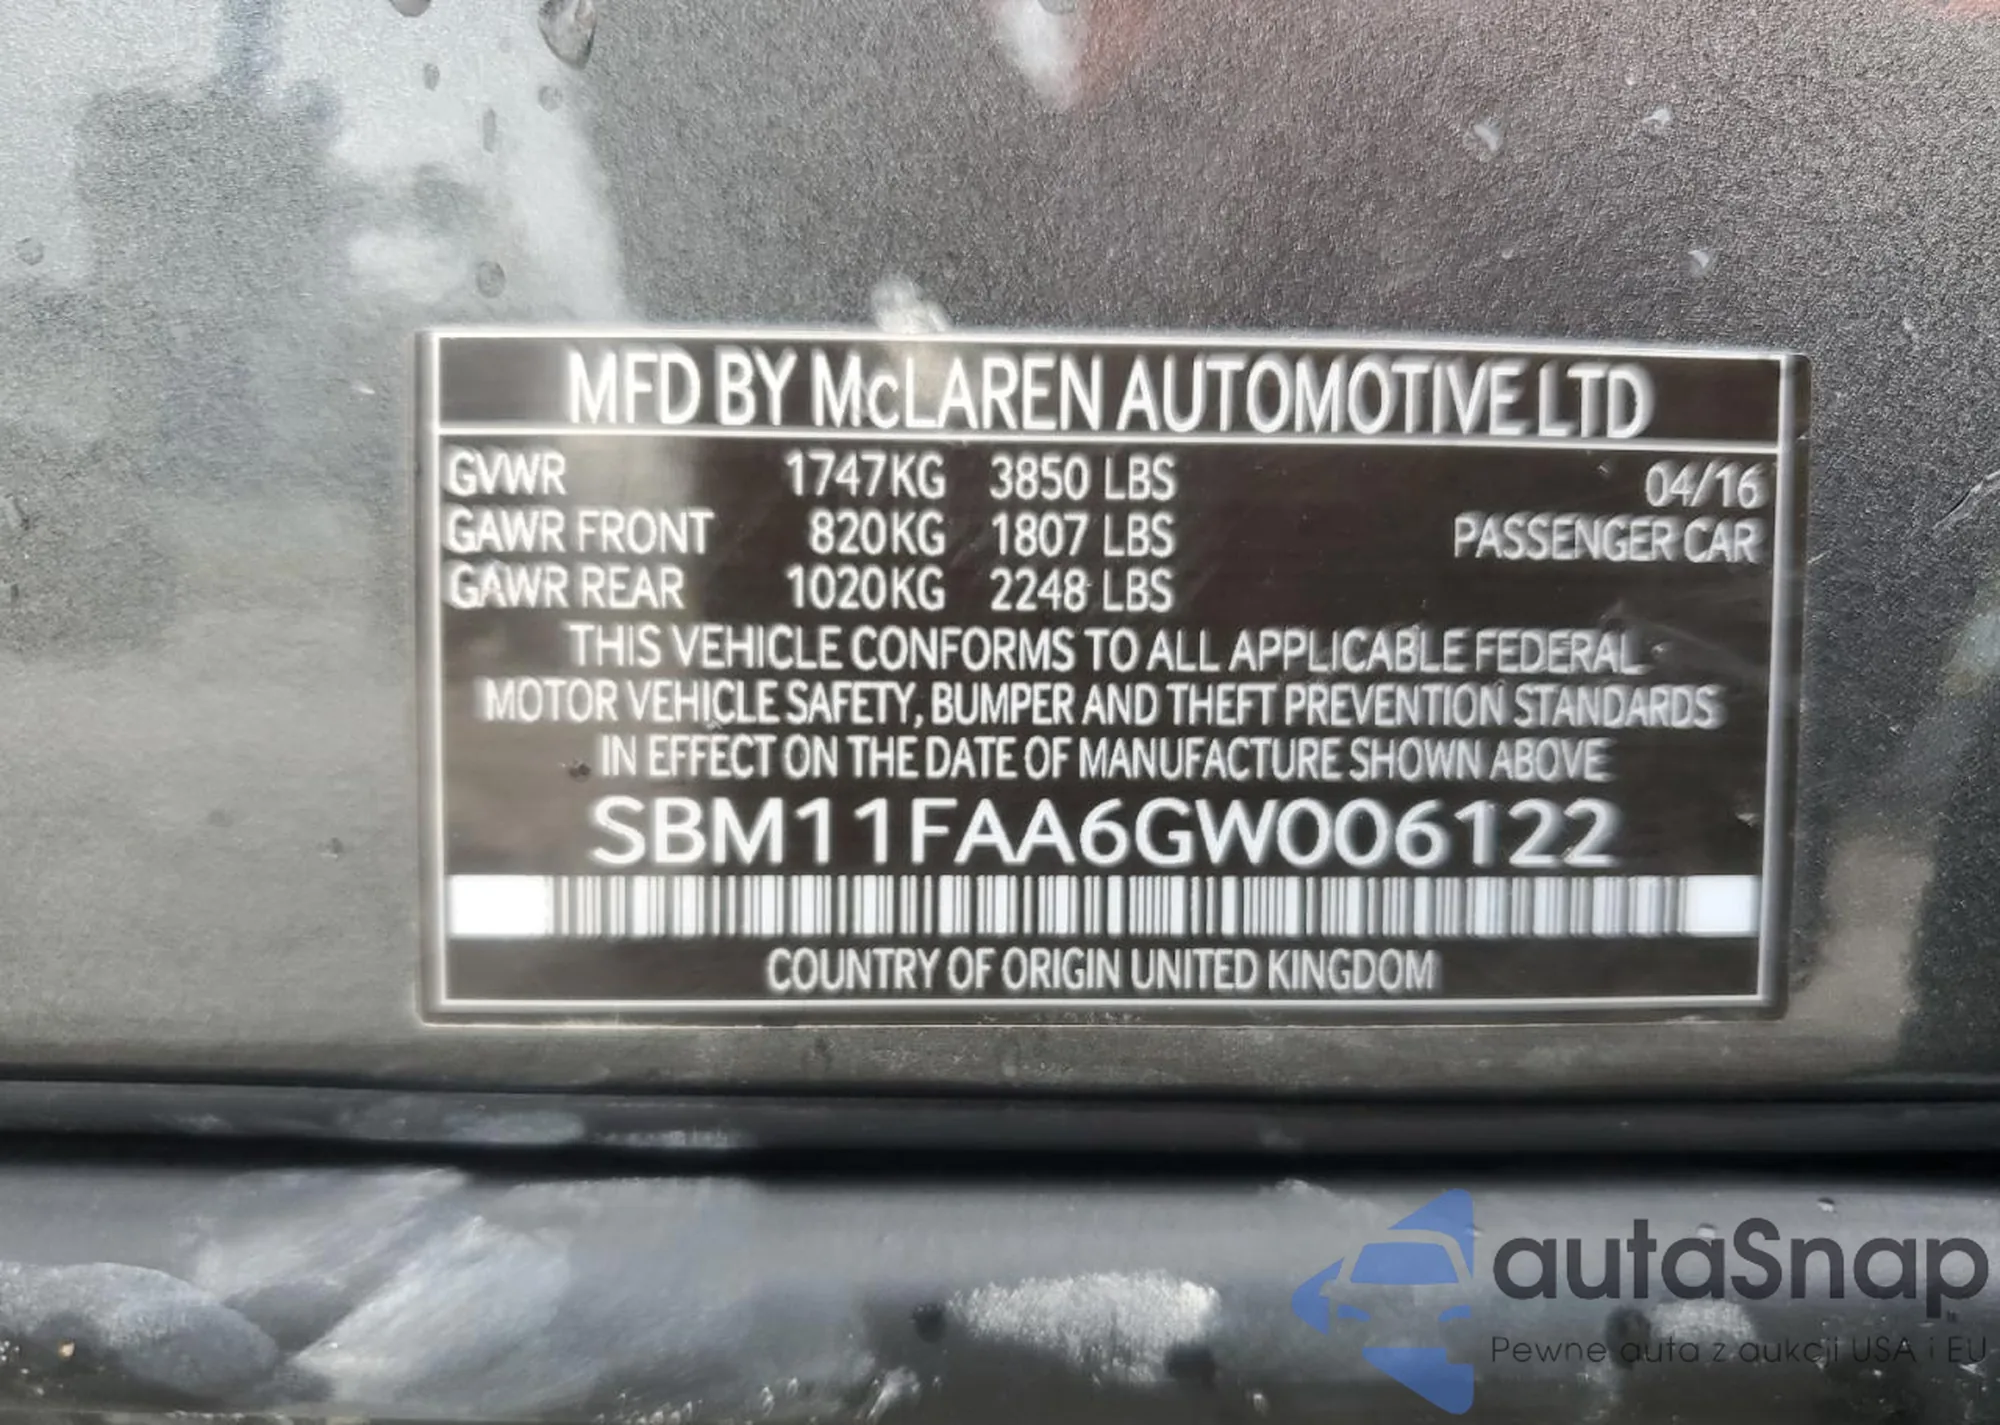 MFD BY McLAREN AUTOMOTIVE LTD
GVWR 1747KG 3850 LBS 04/16
GAWR FRONT 820KG 1807 LBS PASSENGER CAR
GAWR REAR 1020KG 2248 LBS
THIS VEHICLE CONFORMS TO ALL APPLICABLE FEDERAL
MOTOR VEHICLE SAFETY, BUMPER AND THEFT PREVENTION STANDARDS
IN EFFECT ON THE DATE OF MANUFACTURE SHOWN ABOVE
SBM11FAA6GW006122
COUNTRY OF ORIGIN UNITED KINGDOM
autaSnap
Pewne auta z aukcji USA i EU